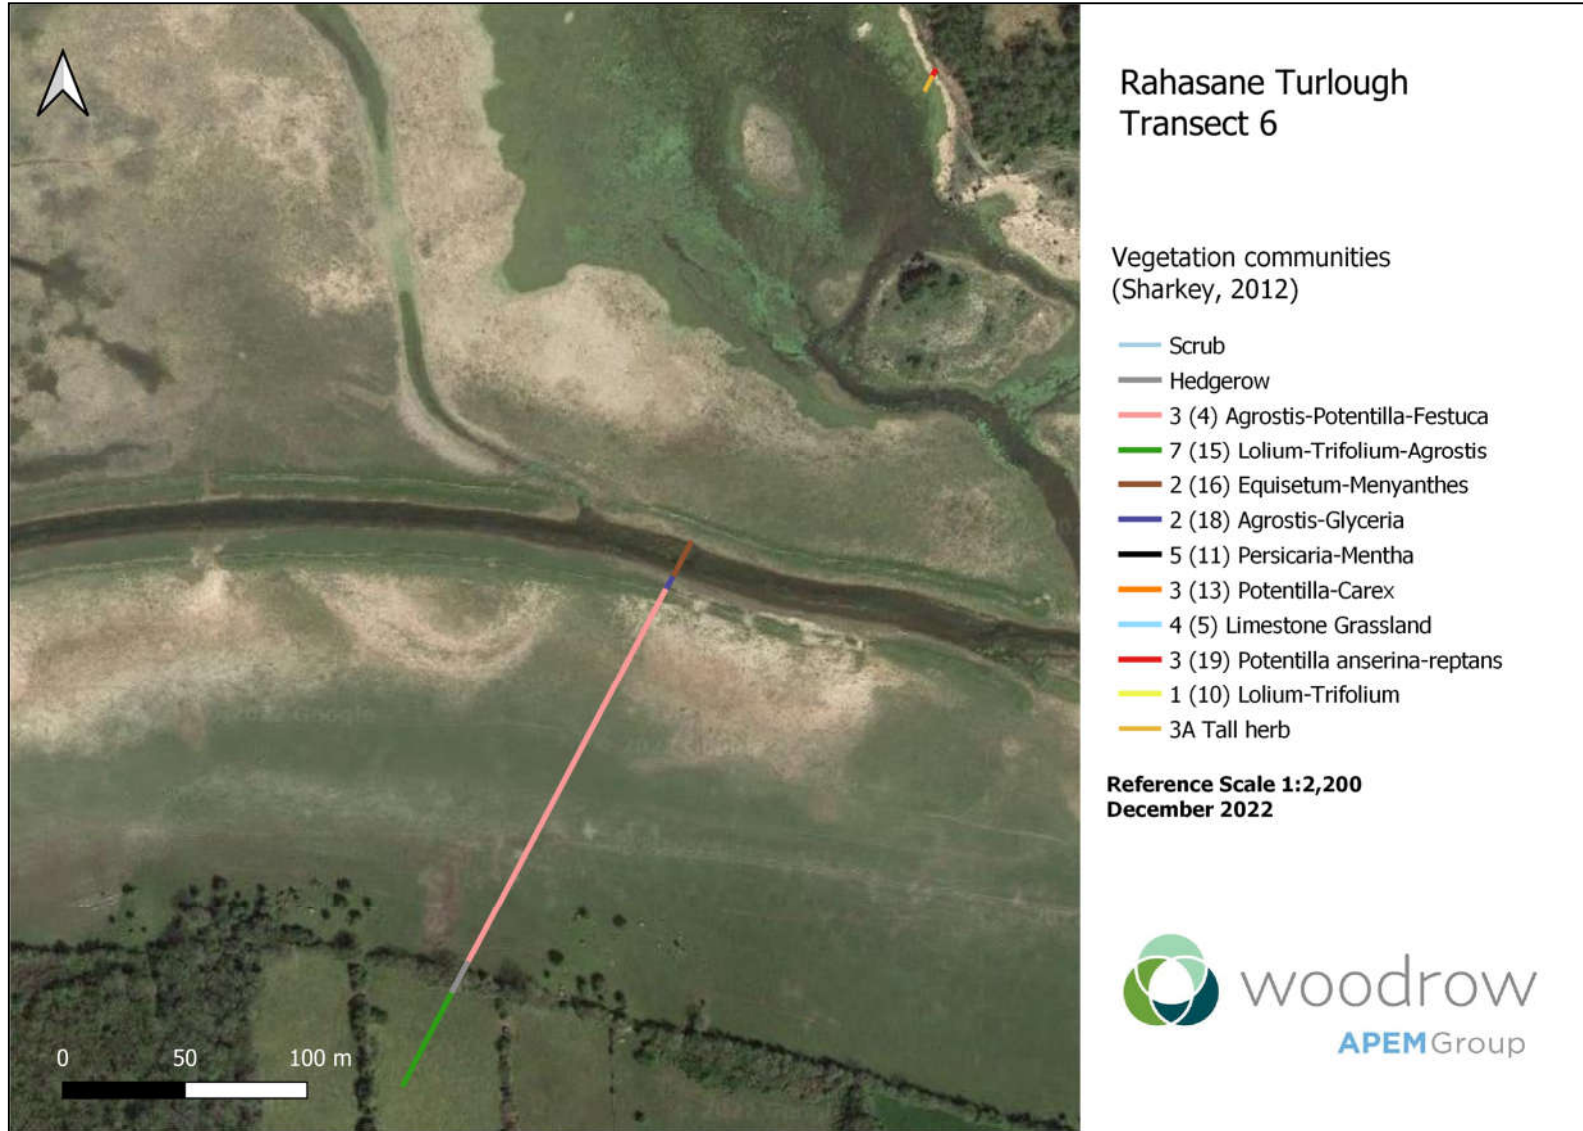 Rahasane Turlough
Transect 6
Vegetation communities
(Sharkey, 2012)
Scrub
Hedgerow
3 (4) Agrostis-Potentilla-Festuca
7 (15) Lolium-Trifolium-Agrostis
2 (16) Equisetum-Menyanthes
2 (18) Agrostis-Glyceria
5 (11) Persicaria-Mentha
3 (13) Potentilla-Carex
4 (5) Limestone Grassland
3 (19) Potentilla anserina-reptans
1 (10) Lolium-Trifolium
3A Tall herb
Reference Scale 1:2,200
December 2022
woodrow
APEM Group
0 50 100 m